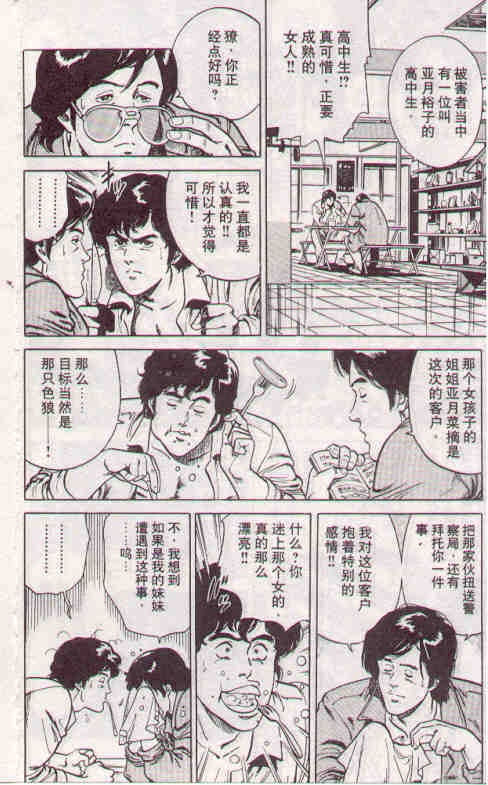 被害者当中
有一位叫
亚月裕子的
高中生．
高中生!?
真可惜．正要
成熟的
女人!!
獠．你正
经点好吗？
我一直都是
认真的!!
所以才觉得
可惜！
…………
…………
那个女孩子的
姐姐亚月菜摘是
这次的客户．
那么……
目标当然是
那只色狼
——！
把那家伙扭送警
察局．还有
拜托你一件
事．
我对这位客户
抱着特别的
感情!!
什么？你
迷上那个女的．
真的那么
漂亮!!
不．我想到
如果是我的妹妹
遭遇到这种事．
……呜…
…………
…………